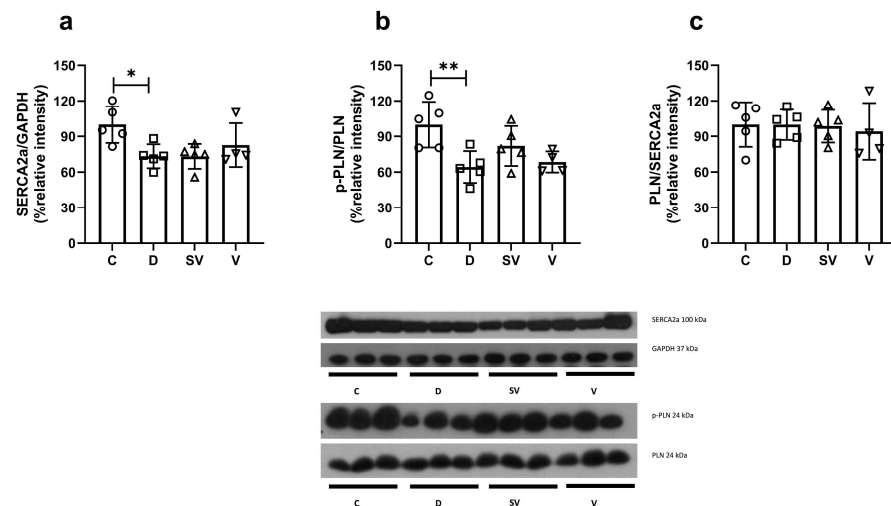 a
SERCA2a/GAPDH
(%relative intensity)
150
120
90
60
30
0
*
C D SV V
b
p-PLN/PLN
(%relative intensity)
150
120
90
60
30
0
**
C D SV V
c
PLN/SERCA2a
(%relative intensity)
150
120
90
60
30
0
C D SV V
SERCA2a 100 kDa
GAPDH 37 kDa
C D SV V
p-PLN 24 kDa
PLN 24 kDa
C D SV V